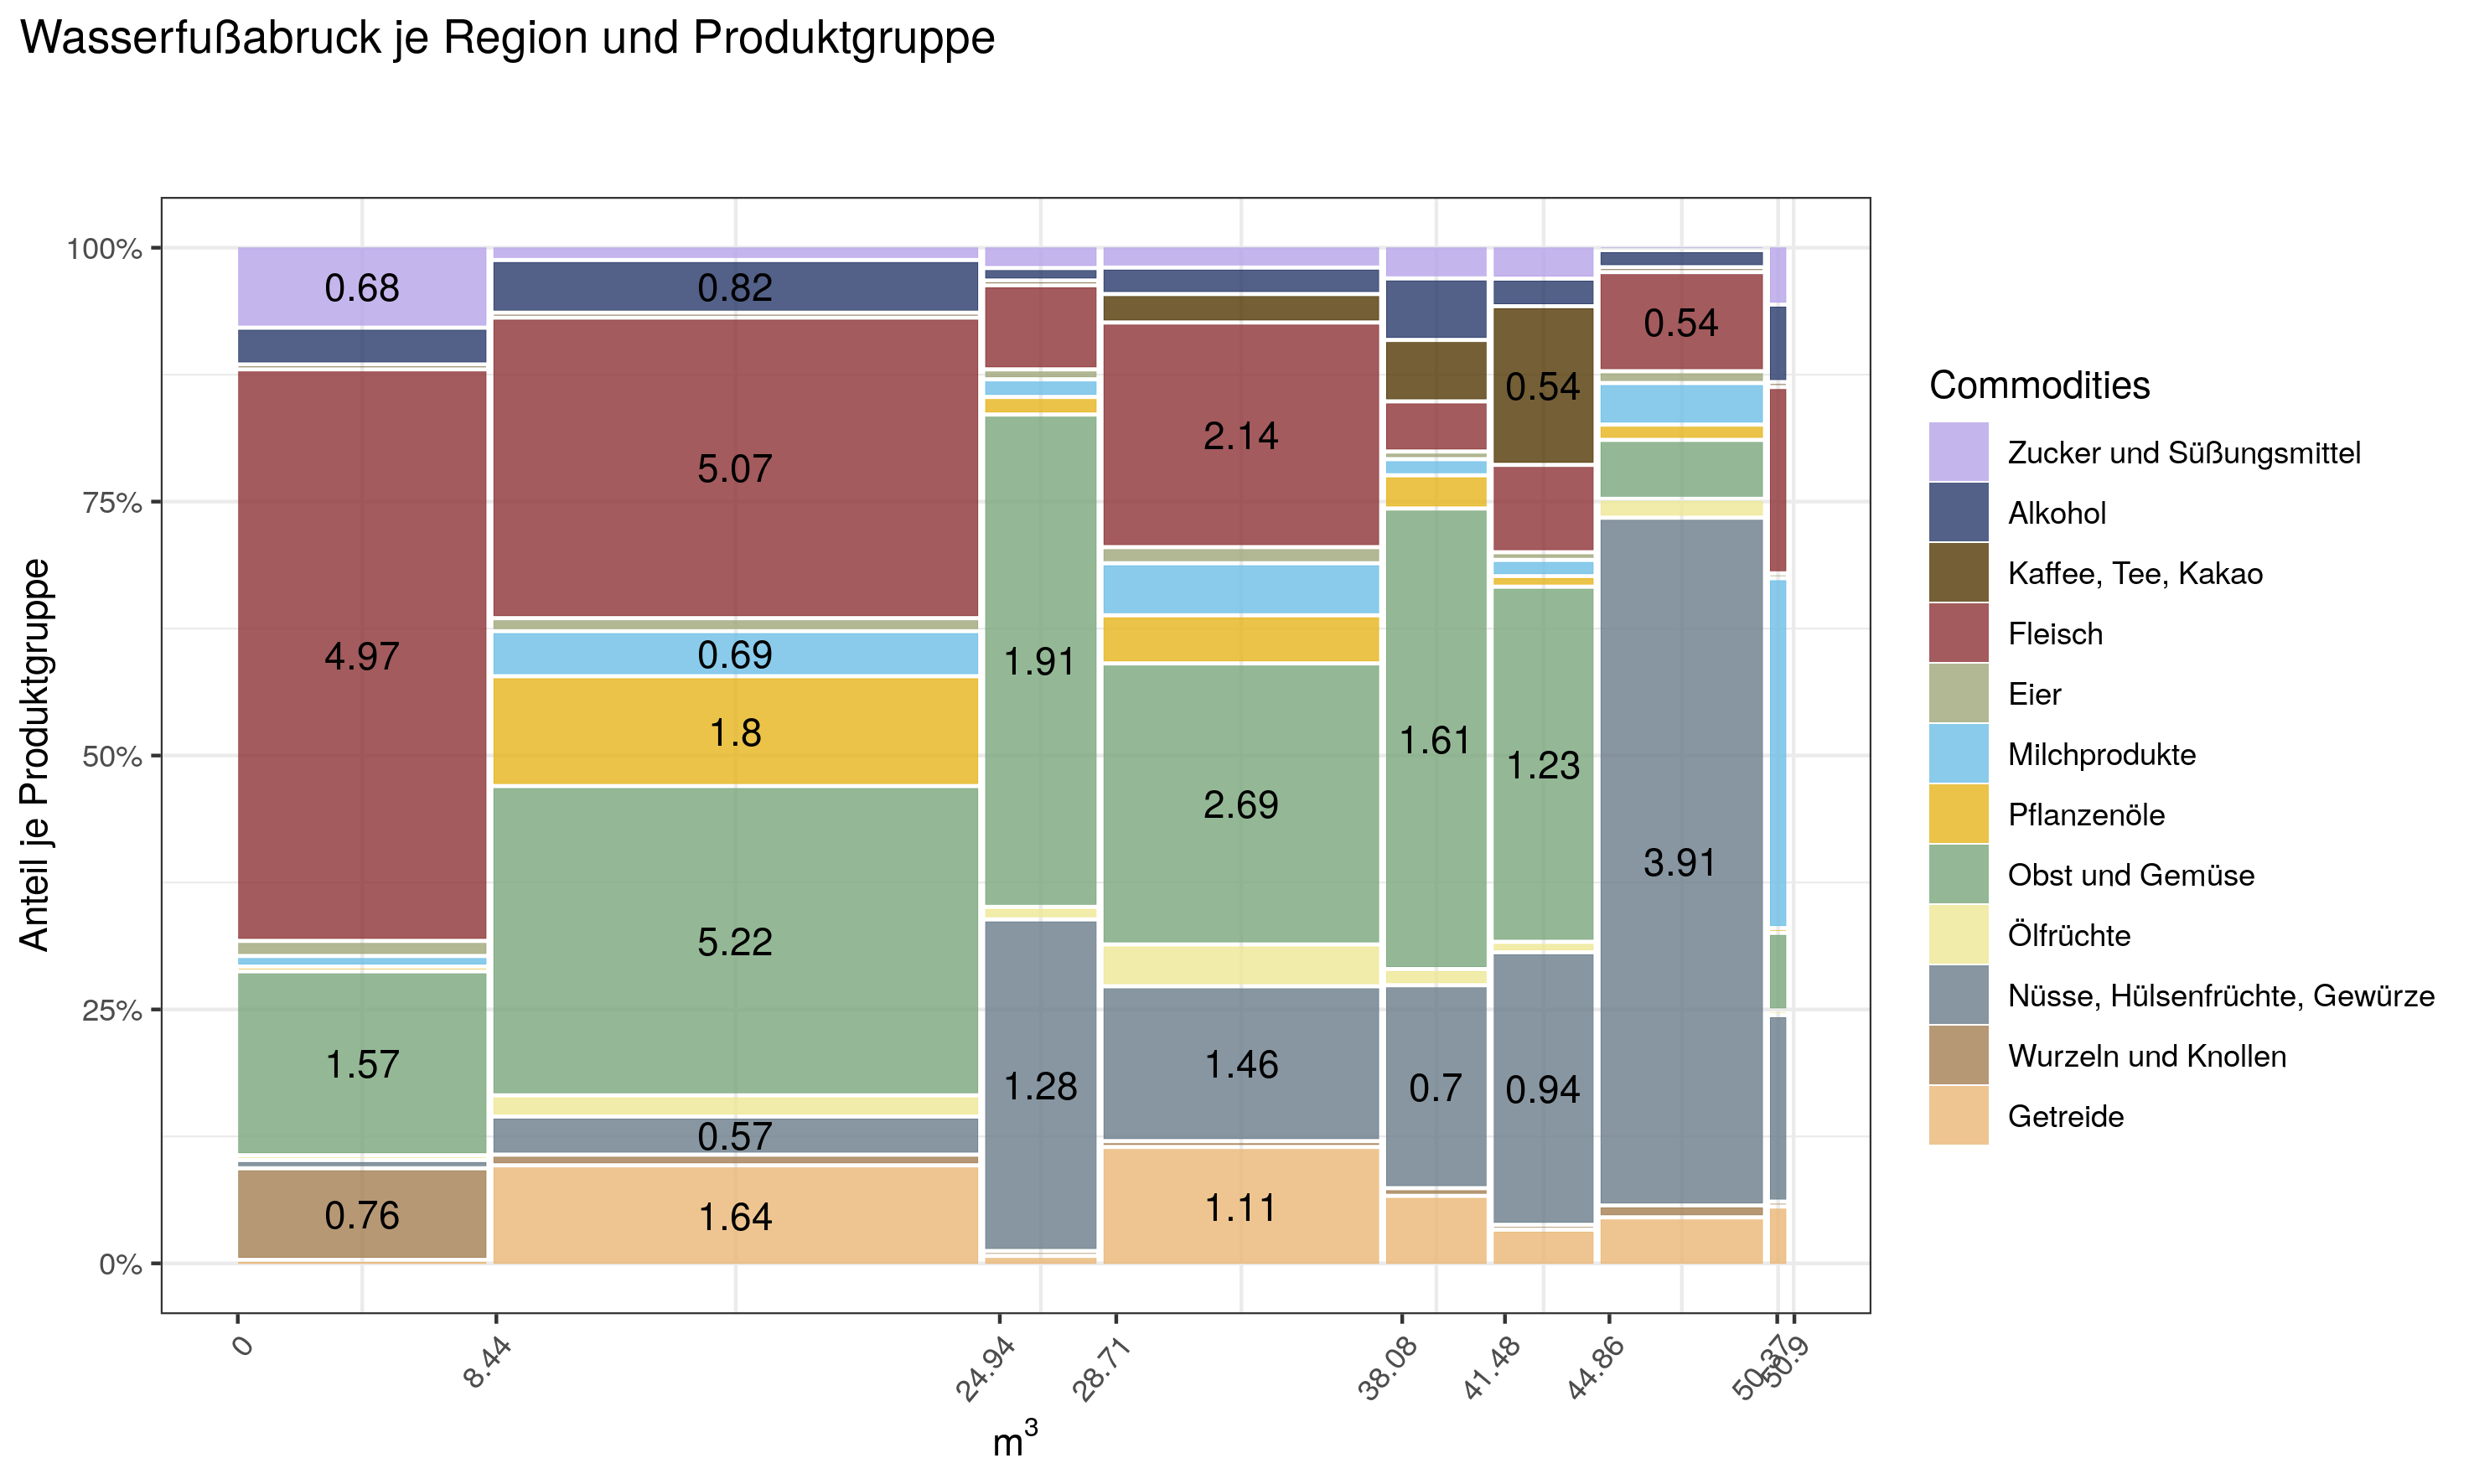 Wasserfußabruck je Region und Produktgruppe
Anteil je Produktgruppe
100%
75%
50%
25%
0%
0.68
4.97
1.57
0.76
0.82
5.07
0.69
1.8
5.22
0.57
1.64
1.91
1.28
2.14
2.69
1.46
1.11
1.61
0.7
0.54
1.23
0.94
0.54
3.91
0
8.44
24.94
28.71
38.08
41.48
44.86
50.37
50.9
m³
Commodities
Zucker und Süßungsmittel
Alkohol
Kaffee, Tee, Kakao
Fleisch
Eier
Milchprodukte
Pflanzenöle
Obst und Gemüse
Ölfrüchte
Nüsse, Hülsenfrüchte, Gewürze
Wurzeln und Knollen
Getreide